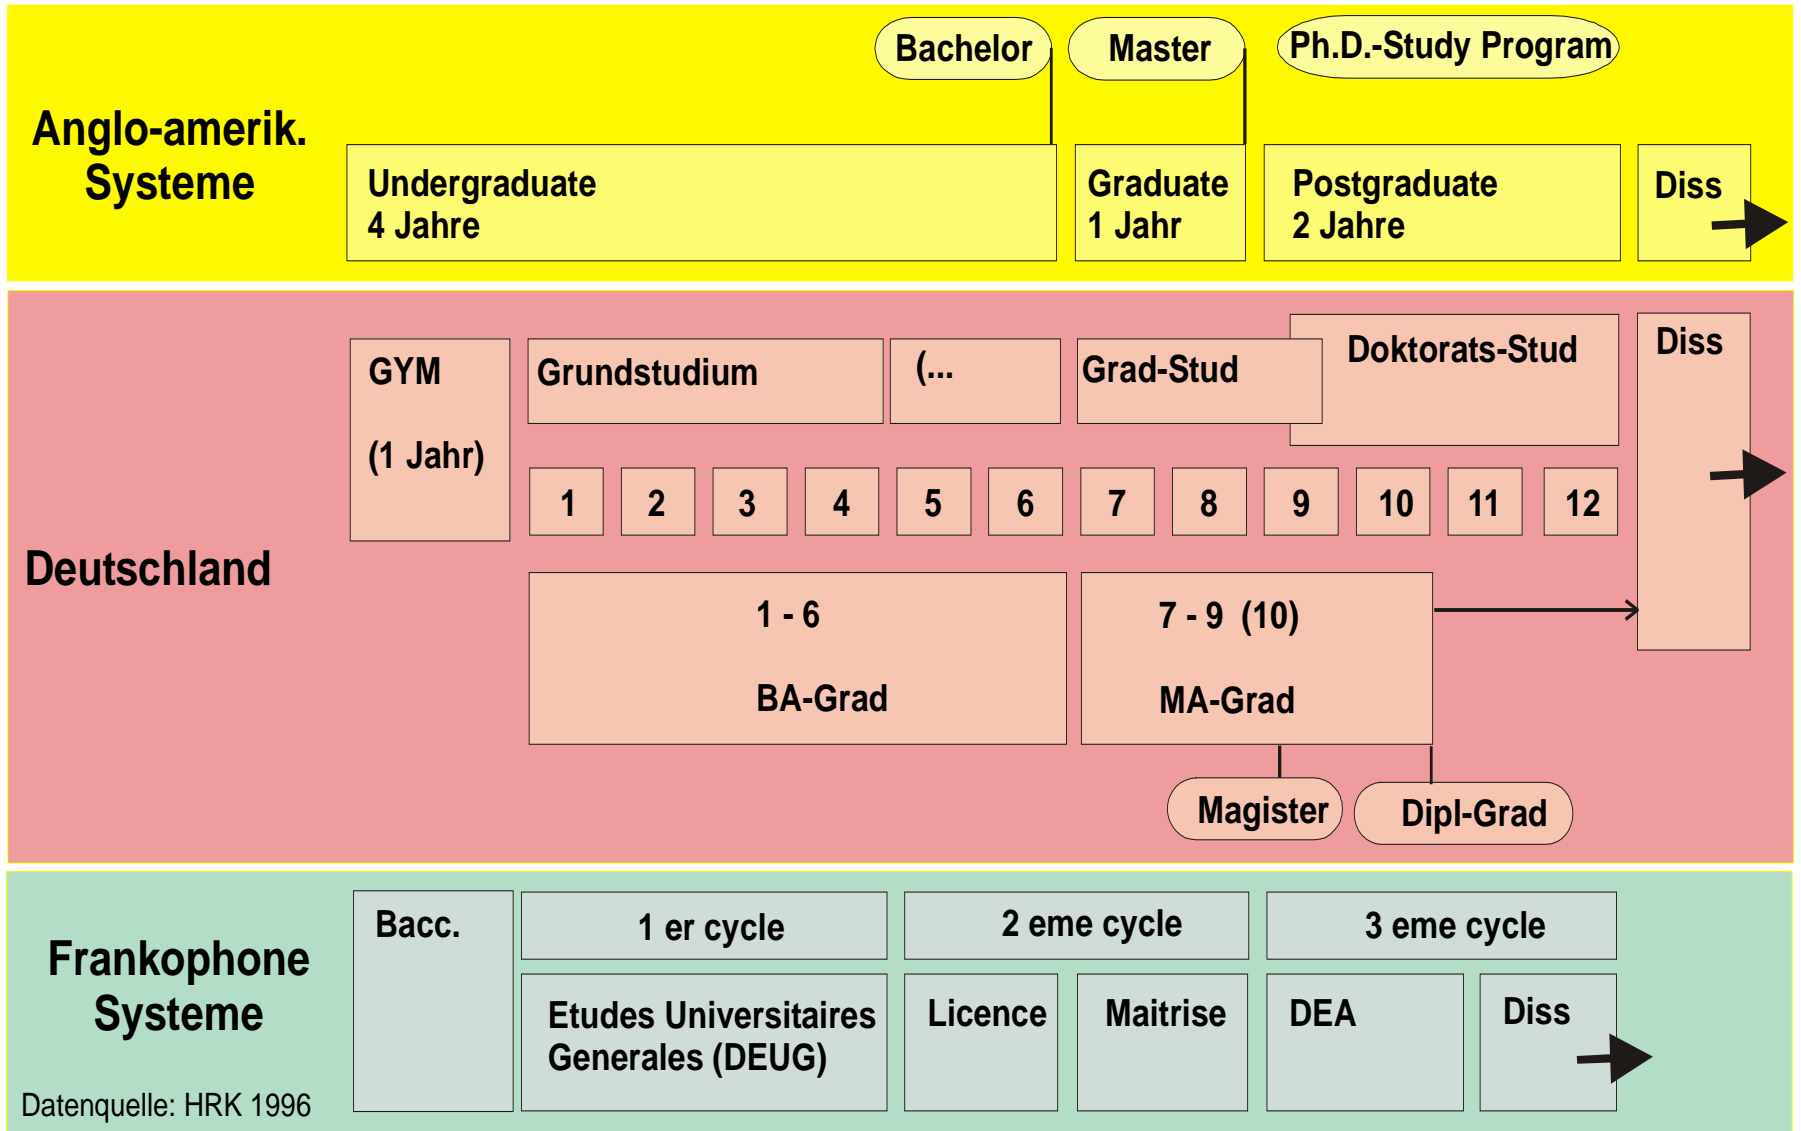 Bachelor
Master
Ph.D.-Study Program
Anglo-amerik.
Systeme
Undergraduate
4 Jahre
Graduate
1 Jahr
Postgraduate
2 Jahre
Diss
Deutschland
GYM
(1 Jahr)
Grundstudium
(...
Grad-Stud
Doktorats-Stud
Diss
1
2
3
4
5
6
7
8
9
10
11
12
1 - 6
BA-Grad
7 - 9 (10)
MA-Grad
Magister
Dipl-Grad
Frankophone
Systeme
Bacc.
1 er cycle
2 eme cycle
3 eme cycle
Etudes Universitaires
Generales (DEUG)
Licence
Maitrise
DEA
Diss
Datenquelle: HRK 1996